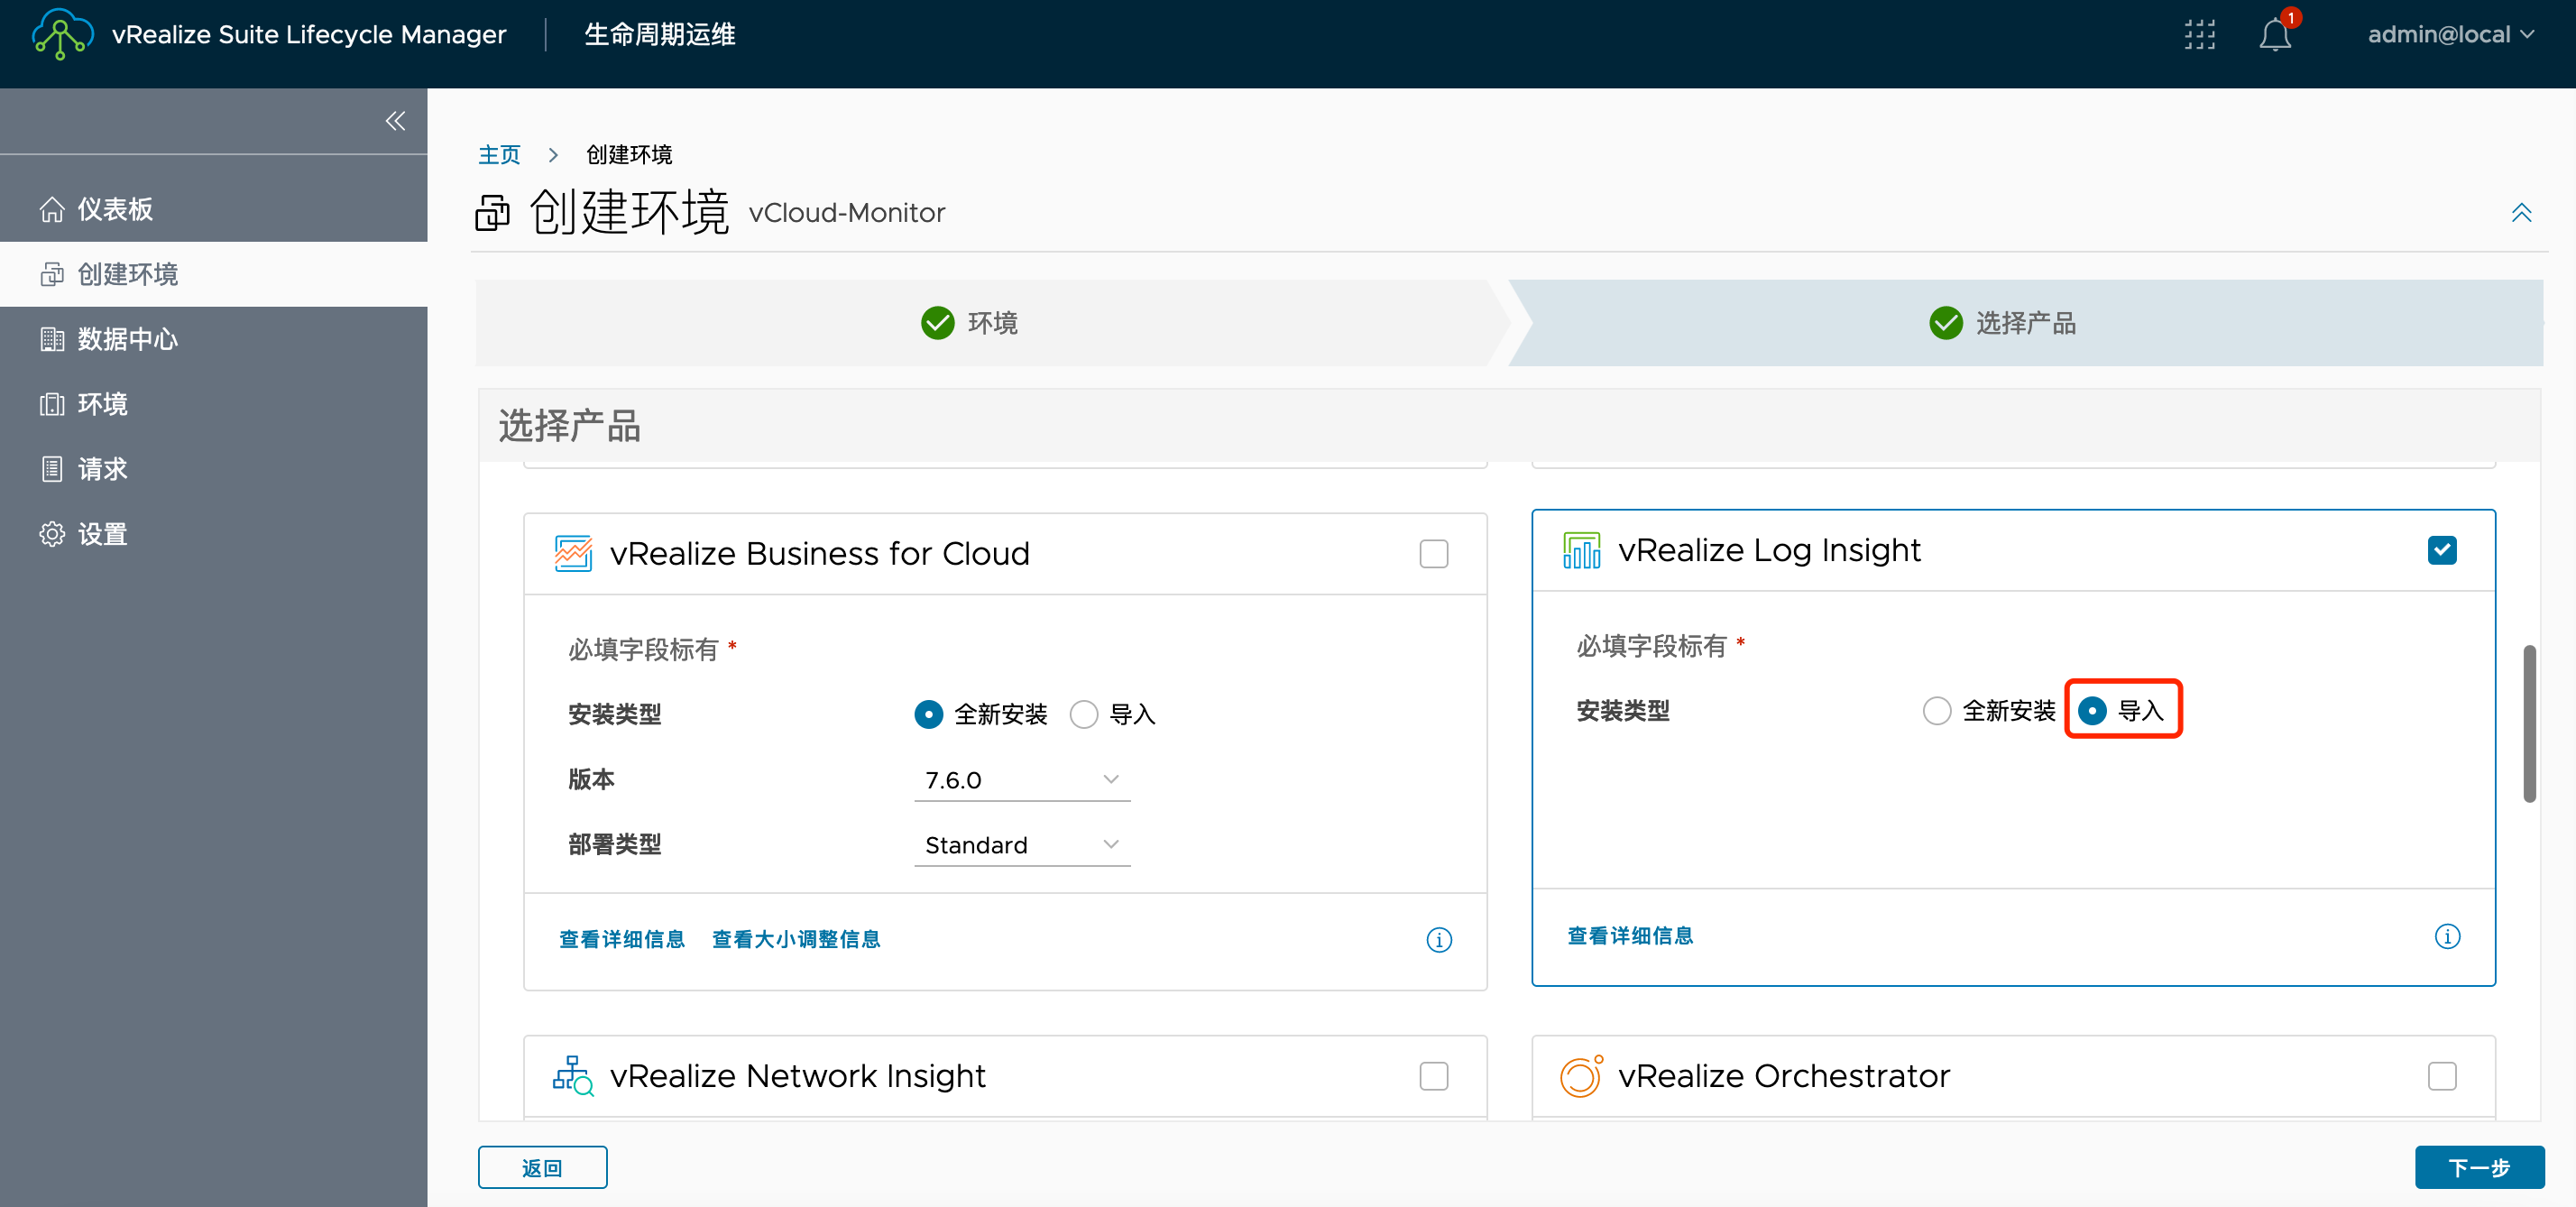 vRealize Suite Lifecycle Manager
生命周期运维
1
admin@local
仪表板
创建环境
数据中心
环境
请求
设置
主页
创建环境
创建环境 vCloud-Monitor
环境
选择产品
选择产品
vRealize Business for Cloud
必填字段标有 *
安装类型 全新安装 导入
版本 7.6.0
部署类型 Standard
查看详细信息 查看大小调整信息
vRealize Log Insight
必填字段标有 *
安装类型 全新安装 导入
查看详细信息
vRealize Network Insight
vRealize Orchestrator
返回
下一步